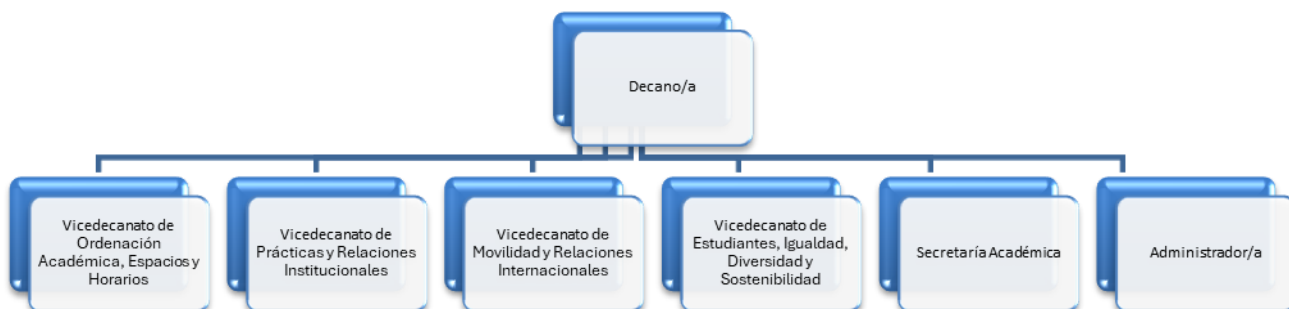 Decano/a
Vicedecanato de
Ordenación
Académica, Espacios y
Horarios
Vicedecanato de
Prácticas y Relaciones
Institucionales
Vicedecanato de
Movilidad y Relaciones
Internacionales
Vicedecanato de
Estudiantes, Igualdad,
Diversidad y
Sostenibilidad
Secretaría Académica
Administrador/a